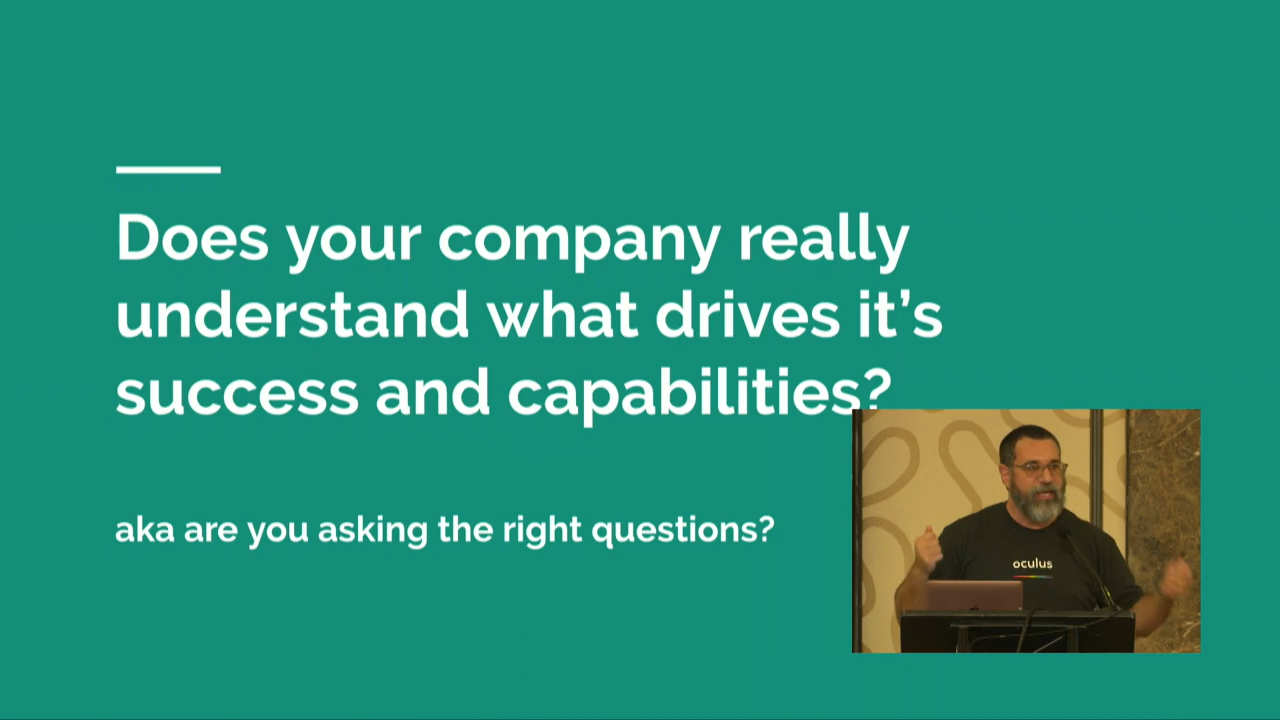 Does your company really
understand what drives it’s
success and capabilities?
aka are you asking the right questions?
oculus